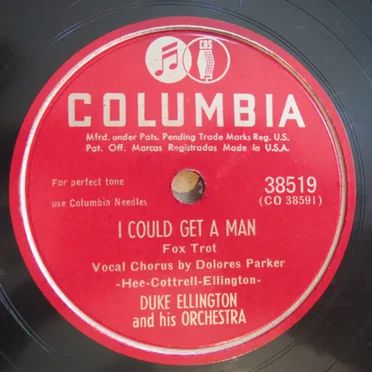 CBS
COLUMBIA
Mfrd. under Pats. Pending Trade Marks Reg. U.S.
Pat. Off. Marcas Registradas Made in U.S.A.
For perfect tone
use Columbia Needles
38519
(CO 38591)
I COULD GET A MAN
Fox Trot
Vocal Chorus by Dolores Parker
-Hee-Cottrell-Ellington-
DUKE ELLINGTON
and his ORCHESTRA